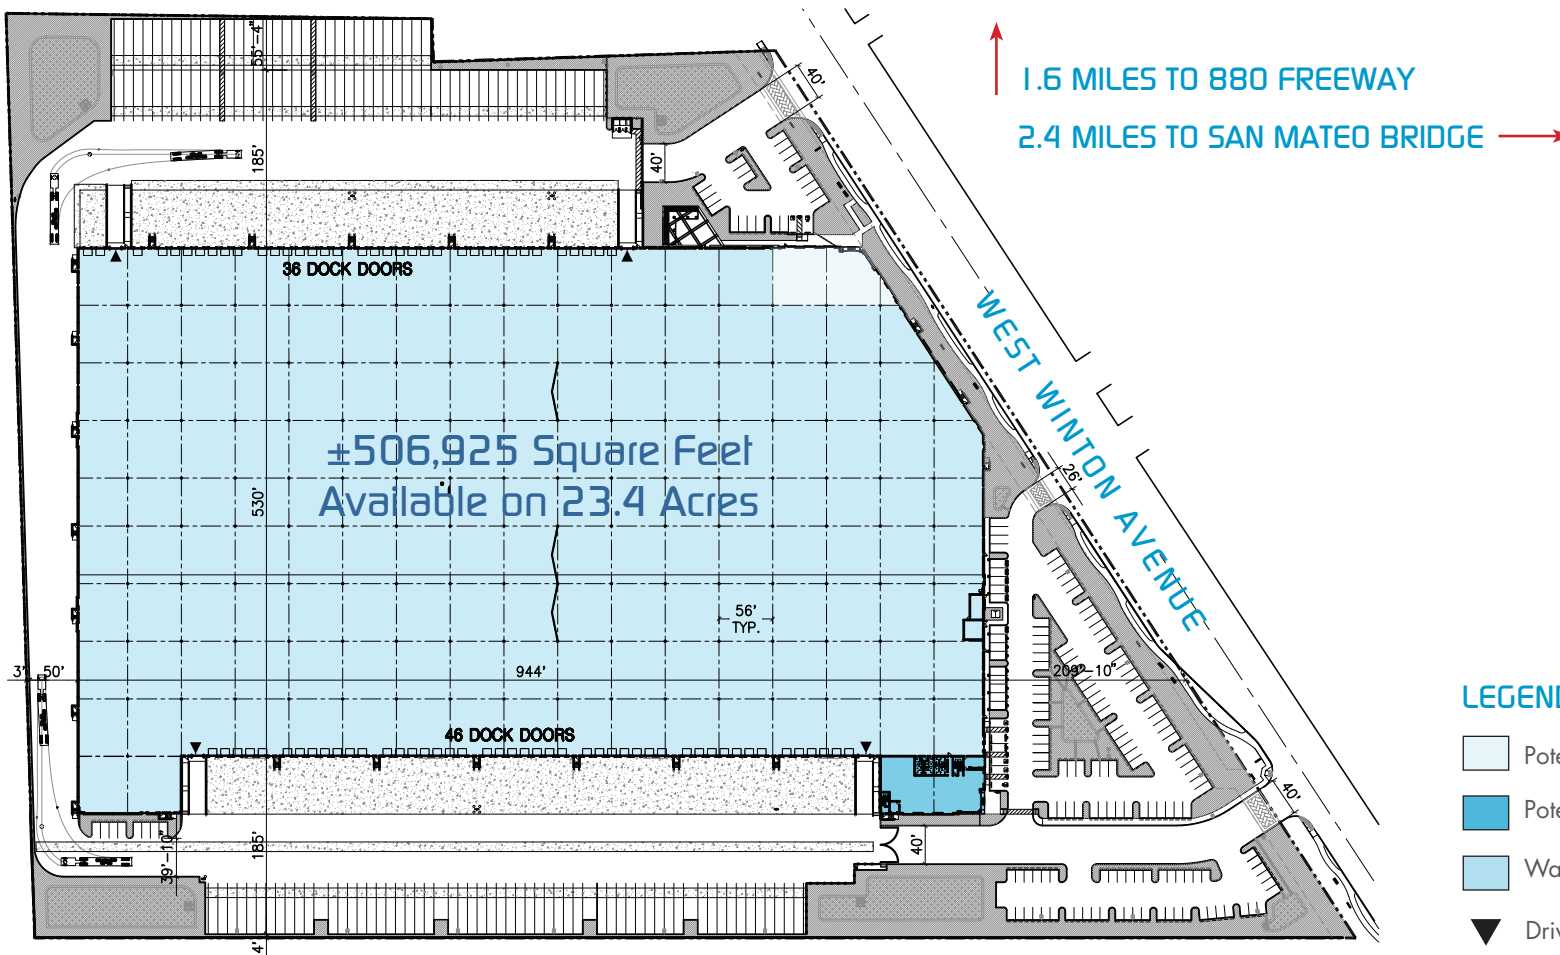 1.6 MILES TO 880 FREEWAY
2.4 MILES TO SAN MATEO BRIDGE
55'-4"
40'
185'
40'
36 DOCK DOORS
WEST WINTON AVENUE
±506,925 Square Feet
Available on 23.4 Acres
530'
26'
56'
TYP.
3' 50'
944'
209'-10"
46 DOCK DOORS
40'
185'
39'-10"
40'
4'
LEGEND
Pote
Pote
Wa
Driv